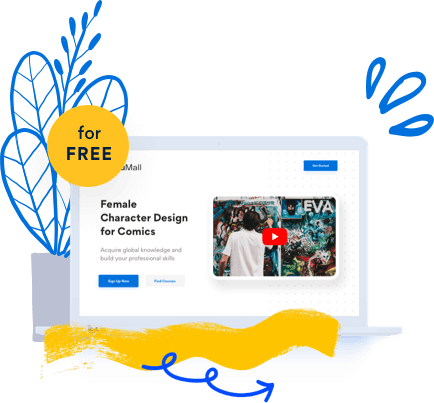 for
FREE
Mall
Get Started
Female
Character Design
for Comics
Acquire global knowledge and
build your professional skills
Sign Up Now
Find Courses
EVA